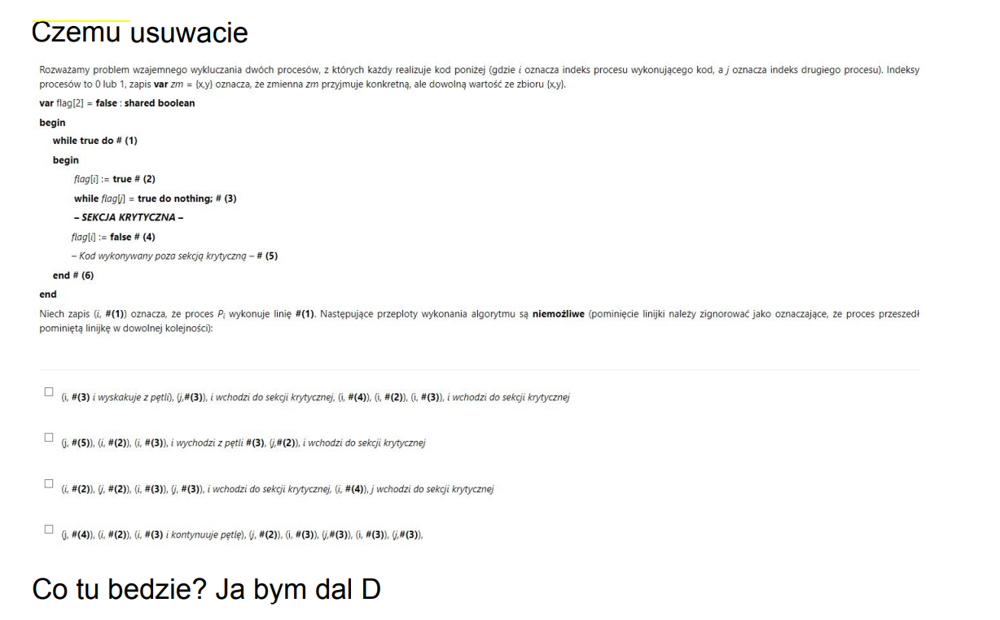 Czemu usuwacie
Rozważamy problem wzajemnego wykluczania dwóch procesów, z których każdy realizuje kod poniżej (gdzie i oznacza indeks procesu wykonującego kod, a j oznacza indeks drugiego procesu). Indeksy
procesów to 0 lub 1, zapis var zm = {x,y} oznacza, że zmienna zm przyjmuje konkretną, ale dowolną wartość ze zbioru {x,y}.
var flag[2] = false : shared boolean
begin
while true do # (1)
begin
flag[i] := true # (2)
while flag[j] = true do nothing; # (3)
– SEKCJA KRYTYCZNA –
flag[i] := false # (4)
– Kod wykonywany poza sekcją krytyczną – # (5)
end # (6)
end
Niech zapis (i, #(1)) oznacza, że proces Pi wykonuje linię #(1). Następujące przeploty wykonania algorytmu są niemożliwe (pominięcie linijki należy zignorować jako oznaczające, że proces przeszedł
pominiętą linijkę w dowolnej kolejności):
(i, #(3) i wyskakuje z pętli), (j,#(3)), i wchodzi do sekcji krytycznej, (i, #(4)), (i, #(2)), (i, #(3)), i wchodzi do sekcji krytycznej
(j, #(5)), (i, #(2)), (i, #(3)), i wychodzi z pętli #(3), (j,#(2)), i wchodzi do sekcji krytycznej
(i, #(2)), (j, #(2)), (i, #(3)), (j, #(3)), i wchodzi do sekcji krytycznej, (i, #(4)), j wchodzi do sekcji krytycznej
(j, #(4)), (i, #(2)), (i, #(3) i kontynuuje pętlę), (j, #(2)), (i, #(3)), (j,#(3)), (i, #(3)), (j,#(3)),
Co tu bedzie? Ja bym dal D